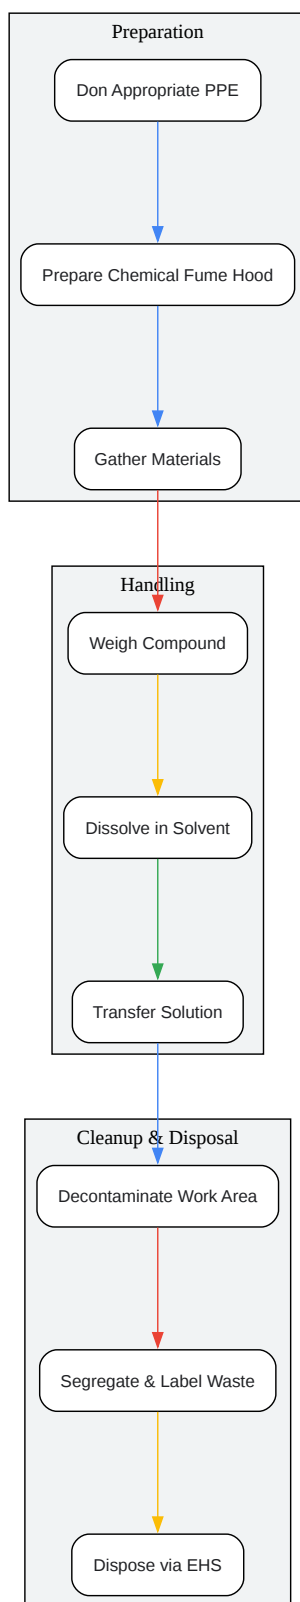 Preparation
Don Appropriate PPE
Prepare Chemical Fume Hood
Gather Materials
Handling
Weigh Compound
Dissolve in Solvent
Transfer Solution
Cleanup & Disposal
Decontaminate Work Area
Segregate & Label Waste
Dispose via EHS